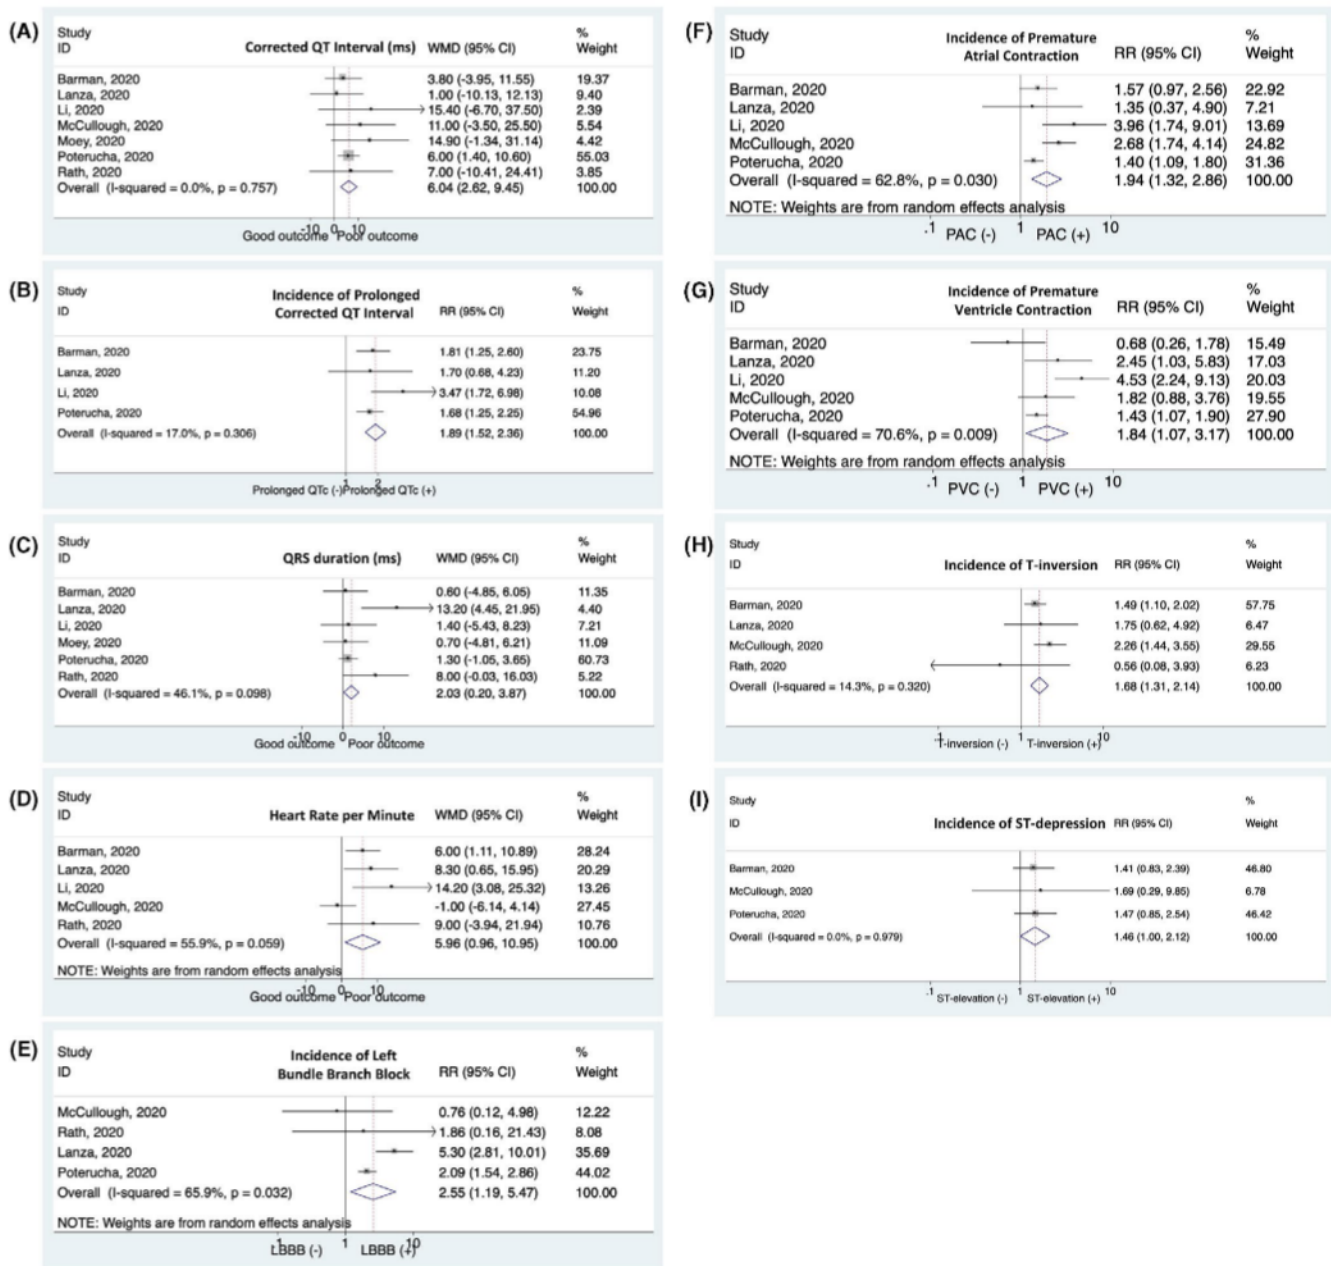 (A)
Study %
ID Corrected QT Interval (ms) WMD (95% CI) Weight
Barman, 2020 3.80 (-3.95, 11.55) 19.37
Lanza, 2020 1.00 (-10.13, 12.13) 9.40
Li, 2020 15.40 (-6.70, 37.50) 2.39
McCullough, 2020 11.00 (-3.50, 25.50) 5.54
Moey, 2020 14.90 (-1.34, 31.14) 4.42
Poterucha, 2020 6.00 (1.40, 10.60) 55.03
Rath, 2020 7.00 (-10.41, 24.41) 3.85
Overall (I-squared = 0.0%, p = 0.757) 6.04 (2.62, 9.45) 100.00
-10 0 10
Good outcome Poor outcome
(B)
Study %
Incidence of Prolonged
ID Corrected QT Interval RR (95% CI) Weight
Barman, 2020 1.81 (1.25, 2.60) 23.75
Lanza, 2020 1.70 (0.68, 4.23) 11.20
Li, 2020 3.47 (1.72, 6.98) 10.08
Poterucha, 2020 1.68 (1.25, 2.25) 54.96
Overall (I-squared = 17.0%, p = 0.306) 1.89 (1.52, 2.36) 100.00
1 2
Prolonged QTc (-) Prolonged QTc (+)
(C)
Study %
ID QRS duration (ms) WMD (95% CI) Weight
Barman, 2020 0.60 (-4.85, 6.05) 11.35
Lanza, 2020 13.20 (4.45, 21.95) 4.40
Li, 2020 1.40 (-5.43, 8.23) 7.21
Moey, 2020 0.70 (-4.81, 6.21) 11.09
Poterucha, 2020 1.30 (-1.05, 3.65) 60.73
Rath, 2020 8.00 (-0.03, 16.03) 5.22
Overall (I-squared = 46.1%, p = 0.098) 2.03 (0.20, 3.87) 100.00
-10 0 10
Good outcome Poor outcome
(D)
Study %
ID Heart Rate per Minute WMD (95% CI) Weight
Barman, 2020 6.00 (1.11, 10.89) 28.24
Lanza, 2020 8.30 (0.65, 15.95) 20.29
Li, 2020 14.20 (3.08, 25.32) 13.26
McCullough, 2020 -1.00 (-6.14, 4.14) 27.45
Rath, 2020 9.00 (-3.94, 21.94) 10.76
Overall (I-squared = 55.9%, p = 0.059) 5.96 (0.96, 10.95) 100.00
NOTE: Weights are from random effects analysis
-10 0 10
Good outcome Poor outcome
(E)
Study %
Incidence of Left
ID Bundle Branch Block RR (95% CI) Weight
McCullough, 2020 0.76 (0.12, 4.98) 12.22
Rath, 2020 1.86 (0.16, 21.43) 8.08
Lanza, 2020 5.30 (2.81, 10.01) 35.69
Poterucha, 2020 2.09 (1.54, 2.86) 44.02
Overall (I-squared = 65.9%, p = 0.032) 2.55 (1.19, 5.47) 100.00
NOTE: Weights are from random effects analysis
.1 1 10
LBBB (-) LBBB (+)
(F)
Study %
Incidence of Premature
ID Atrial Contraction RR (95% CI) Weight
Barman, 2020 1.57 (0.97, 2.56) 22.92
Lanza, 2020 1.35 (0.37, 4.90) 7.21
Li, 2020 3.96 (1.74, 9.01) 13.69
McCullough, 2020 2.68 (1.74, 4.14) 24.82
Poterucha, 2020 1.40 (1.09, 1.80) 31.36
Overall (I-squared = 62.8%, p = 0.030) 1.94 (1.32, 2.86) 100.00
NOTE: Weights are from random effects analysis
.1 1 10
PAC (-) PAC (+)
(G)
Study %
Incidence of Premature
ID Ventricle Contraction RR (95% CI) Weight
Barman, 2020 0.68 (0.26, 1.78) 15.49
Lanza, 2020 2.45 (1.03, 5.83) 17.03
Li, 2020 4.53 (2.24, 9.13) 20.03
McCullough, 2020 1.82 (0.88, 3.76) 19.55
Poterucha, 2020 1.43 (1.07, 1.90) 27.90
Overall (I-squared = 70.6%, p = 0.009) 1.84 (1.07, 3.17) 100.00
NOTE: Weights are from random effects analysis
.1 1 10
PVC (-) PVC (+)
(H)
Study %
ID Incidence of T-inversion RR (95% CI) Weight
Barman, 2020 1.49 (1.10, 2.02) 57.75
Lanza, 2020 1.75 (0.62, 4.92) 6.47
McCullough, 2020 2.26 (1.44, 3.55) 29.55
Rath, 2020 0.56 (0.08, 3.93) 6.23
Overall (I-squared = 14.3%, p = 0.320) 1.68 (1.31, 2.14) 100.00
.1 1 10
T-inversion (-) T-inversion (+)
(I)
Study %
ID Incidence of ST-depression RR (95% CI) Weight
Barman, 2020 1.41 (0.83, 2.39) 46.80
McCullough, 2020 1.69 (0.29, 9.85) 6.78
Poterucha, 2020 1.47 (0.85, 2.54) 46.42
Overall (I-squared = 0.0%, p = 0.979) 1.46 (1.00, 2.12) 100.00
.1 1 10
ST-elevation (-) ST-elevation (+)